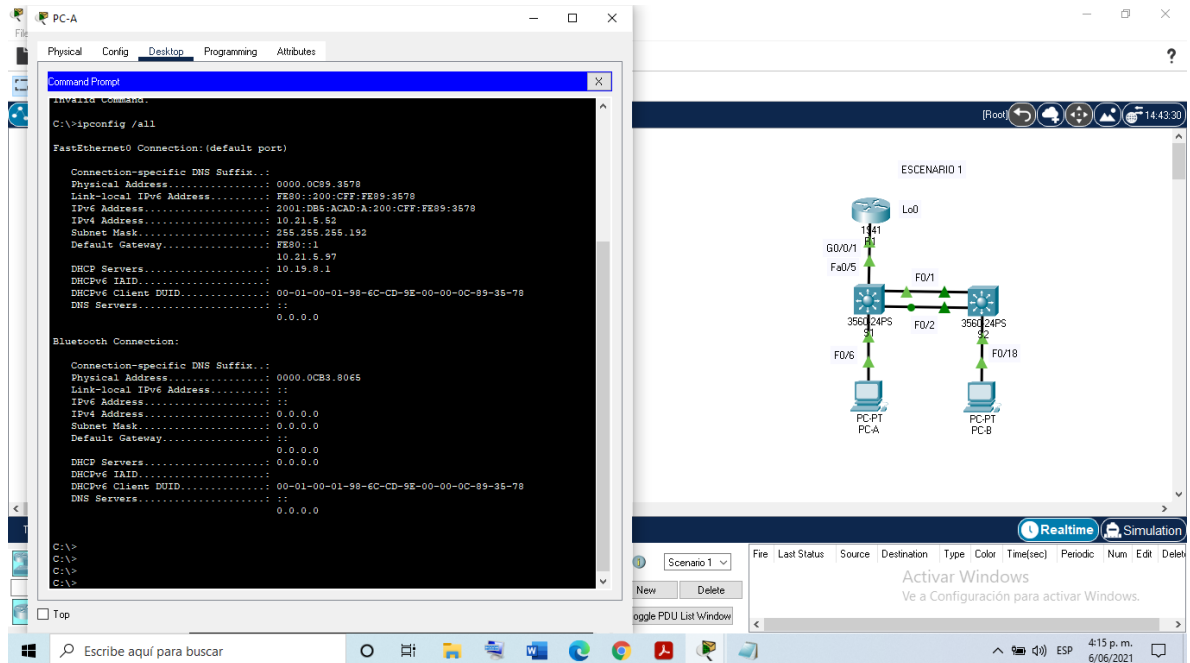 PC-A
File
Physical Config Desktop Programming Attributes
?
Command Prompt X
Invalid Command.
C:\>ipconfig /all
FastEthernet0 Connection:(default port)
Connection-specific DNS Suffix..:
Physical Address................: 0000.0C89.3578
Link-local IPv6 Address.........: FE80::200:CFF:FE89:3578
IPv6 Address....................: 2001:DB5:ACAD:A:200:CFF:FE89:3578
IPv4 Address....................: 10.21.5.52
Subnet Mask.....................: 255.255.255.192
Default Gateway.................: FE80::1
10.21.5.97
DHCP Servers....................: 10.19.8.1
DHCPv6 IAID.....................:
DHCPv6 Client DUID..............: 00-01-00-01-98-6C-CD-9E-00-00-0C-89-35-78
DNS Servers.....................: ::
0.0.0.0
Bluetooth Connection:
Connection-specific DNS Suffix..:
Physical Address................: 0000.0CB3.8065
Link-local IPv6 Address.........: ::
IPv6 Address....................: ::
IPv4 Address....................: 0.0.0.0
Subnet Mask.....................: 0.0.0.0
Default Gateway.................: ::
0.0.0.0
DHCP Servers....................: 0.0.0.0
DHCPv6 IAID.....................:
DHCPv6 Client DUID..............: 00-01-00-01-98-6C-CD-9E-00-00-0C-89-35-78
DNS Servers.....................: ::
0.0.0.0
C:\>
C:\>
C:\>
C:\>
Top
[Root] 14:43:30
ESCENARIO 1
Lo0
1941
R1
G0/0/1
Fa0/5
F0/1
3560-24PS
S1
F0/2
3560-24PS
S2
F0/6
F0/18
PC-PT
PC-A
PC-PT
PC-B
Realtime Simulation
Scenario 1
New Delete
Toggle PDU List Window
Fire Last Status Source Destination Type Color Time(sec) Periodic Num Edit Delete
Activar Windows
Ve a Configuración para activar Windows.
Escribe aquí para buscar
ESP
4:15 p. m.
6/06/2021